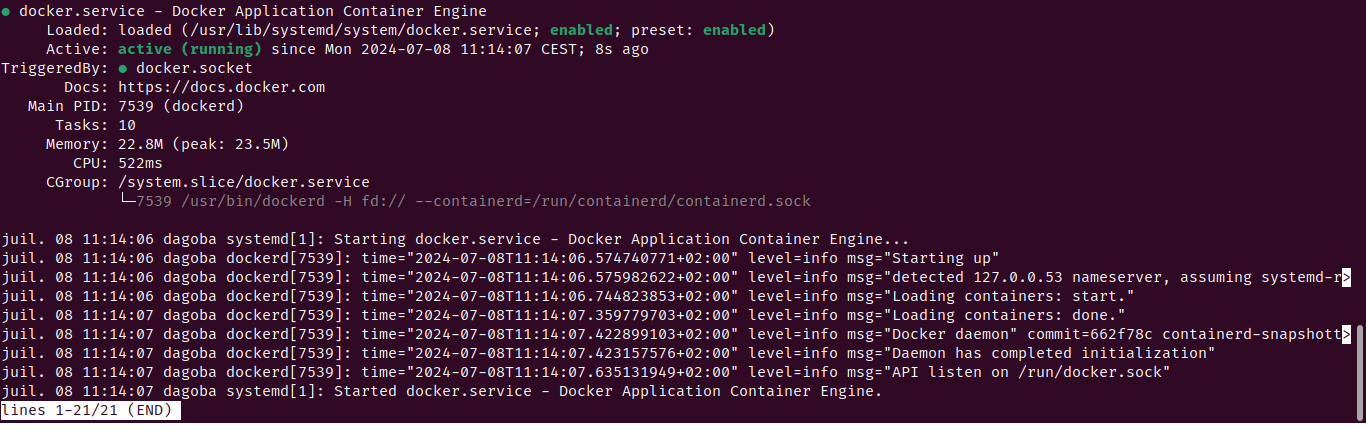 ● docker.service - Docker Application Container Engine
     Loaded: loaded (/usr/lib/systemd/system/docker.service; enabled; preset: enabled)
     Active: active (running) since Mon 2024-07-08 11:14:07 CEST; 8s ago
TriggeredBy: ● docker.socket
       Docs: https://docs.docker.com
   Main PID: 7539 (dockerd)
      Tasks: 10
     Memory: 22.8M (peak: 23.5M)
        CPU: 522ms
     CGroup: /system.slice/docker.service
             └─7539 /usr/bin/dockerd -H fd:// --containerd=/run/containerd/containerd.sock

juil. 08 11:14:06 dagoba systemd[1]: Starting docker.service - Docker Application Container Engine...
juil. 08 11:14:06 dagoba dockerd[7539]: time="2024-07-08T11:14:06.574740771+02:00" level=info msg="Starting up"
juil. 08 11:14:06 dagoba dockerd[7539]: time="2024-07-08T11:14:06.575982622+02:00" level=info msg="detected 127.0.0.53 nameserver, assuming systemd-r>
juil. 08 11:14:06 dagoba dockerd[7539]: time="2024-07-08T11:14:06.744823853+02:00" level=info msg="Loading containers: start."
juil. 08 11:14:07 dagoba dockerd[7539]: time="2024-07-08T11:14:07.359779703+02:00" level=info msg="Loading containers: done."
juil. 08 11:14:07 dagoba dockerd[7539]: time="2024-07-08T11:14:07.422899103+02:00" level=info msg="Docker daemon" commit=662f78c containerd-snapshott>
juil. 08 11:14:07 dagoba dockerd[7539]: time="2024-07-08T11:14:07.423157576+02:00" level=info msg="Daemon has completed initialization"
juil. 08 11:14:07 dagoba dockerd[7539]: time="2024-07-08T11:14:07.635131949+02:00" level=info msg="API listen on /run/docker.sock"
juil. 08 11:14:07 dagoba systemd[1]: Started docker.service - Docker Application Container Engine.
lines 1-21/21 (END)